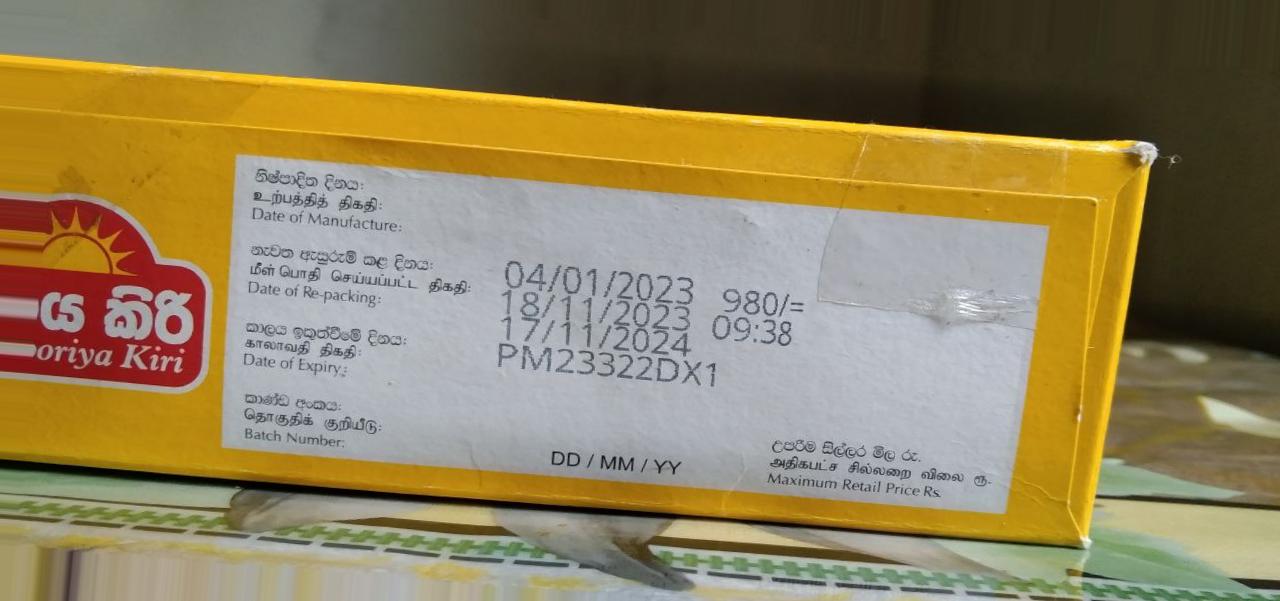 ය කිරි
oriya Kiri
නිෂ්පාදිත දිනය:
உற்பத்தித் திகதி:
Date of Manufacture:
නැවත ඇසුරුම් කළ දිනය:
மீள் பொதி செய்யப்பட்ட திகதி:
Date of Re-packing:
කාලය ඉකුත්වීමේ දිනය:
காலாவதி திகதி:
Date of Expiry:
කාණ්ඩ අංකය:
தொகுதிக் குறியீடு:
Batch Number:
04/01/2023 980/=
18/11/2023 09:38
17/11/2024
PM23322DX1
DD / MM / YY
උපරිම සිල්ලර මිල රු.
அதிகபட்ச சில்லறை விலை ரூ.
Maximum Retail Price Rs.